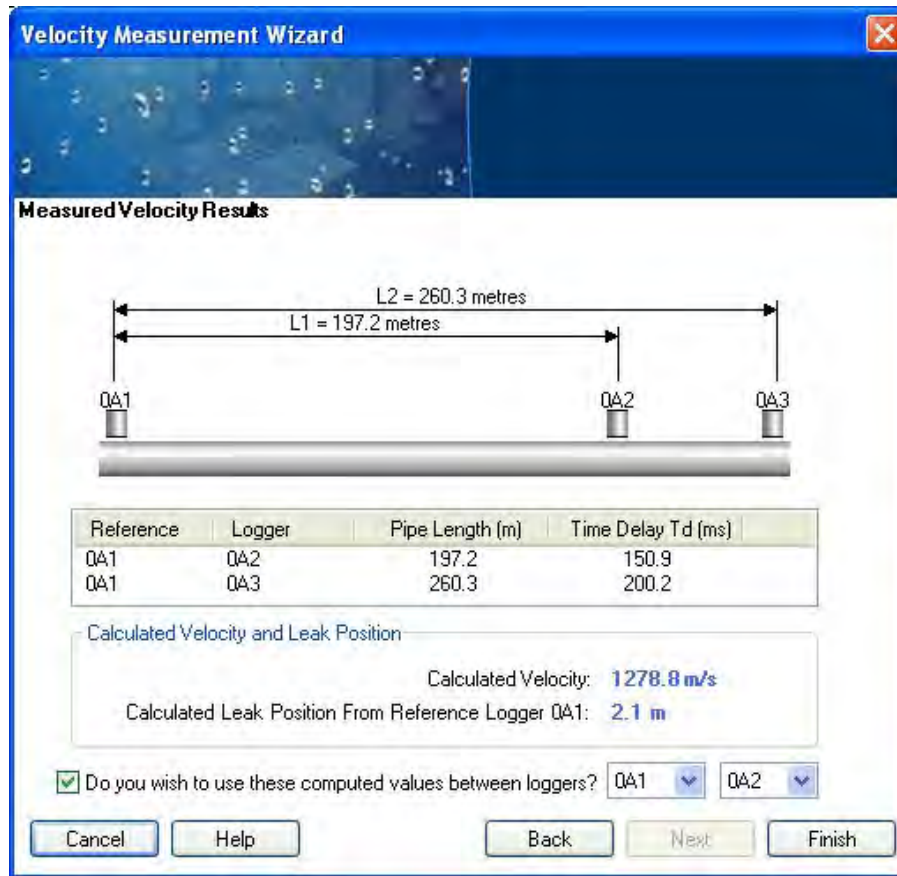 Velocity Measurement Wizard
Measured Velocity Results
L2 = 260.3 metres
L1 = 197.2 metres
0A1 0A2 0A3
Reference Logger Pipe Length (m) Time Delay Td (ms)
0A1 0A2 197.2 150.9
0A1 0A3 260.3 200.2
Calculated Velocity and Leak Position
Calculated Velocity: 1278.8 m/s
Calculated Leak Position From Reference Logger 0A1: 2.1 m
Do you wish to use these computed values between loggers? 0A1 0A2
Cancel Help Back Next Finish